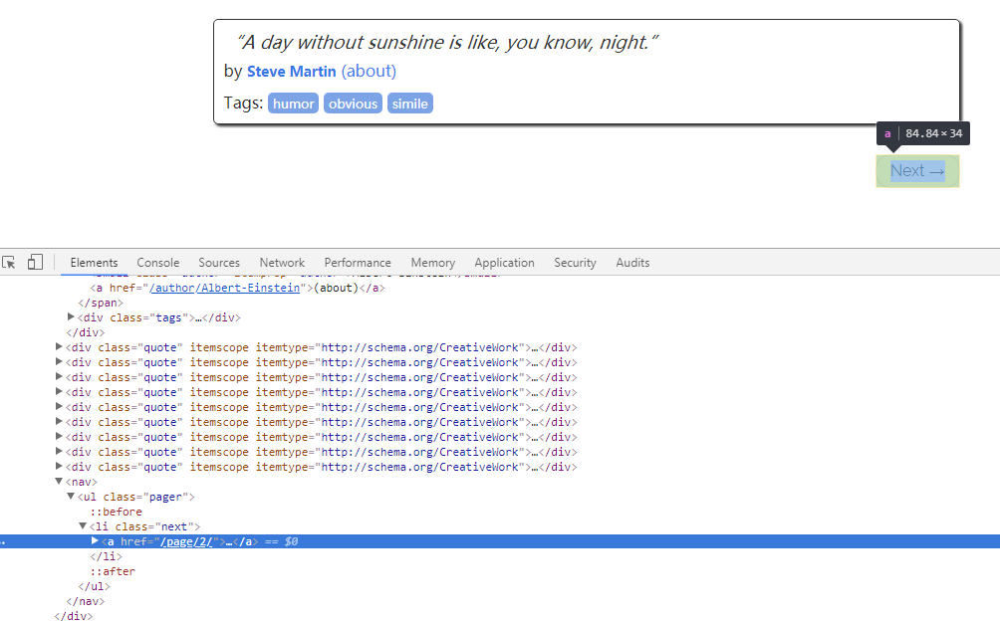 “A day without sunshine is like, you know, night.”
by Steve Martin (about)
Tags: humor obvious simile
a 84.84 × 34
Next →
Elements Console Sources Network Performance Memory Application Security Audits
<a href="/author/Albert-Einstein">(about)</a>
</span>
▶<div class="tags">…</div>
</div>
▶<div class="quote" itemscope itemtype="http://schema.org/CreativeWork">…</div>
▶<div class="quote" itemscope itemtype="http://schema.org/CreativeWork">…</div>
▶<div class="quote" itemscope itemtype="http://schema.org/CreativeWork">…</div>
▶<div class="quote" itemscope itemtype="http://schema.org/CreativeWork">…</div>
▶<div class="quote" itemscope itemtype="http://schema.org/CreativeWork">…</div>
▶<div class="quote" itemscope itemtype="http://schema.org/CreativeWork">…</div>
▶<div class="quote" itemscope itemtype="http://schema.org/CreativeWork">…</div>
▶<div class="quote" itemscope itemtype="http://schema.org/CreativeWork">…</div>
▶<div class="quote" itemscope itemtype="http://schema.org/CreativeWork">…</div>
▼<nav>
▼<ul class="pager">
::before
▼<li class="next">
▶<a href="/page/2/">…</a> == $0
</li>
::after
</ul>
</nav>
</div>